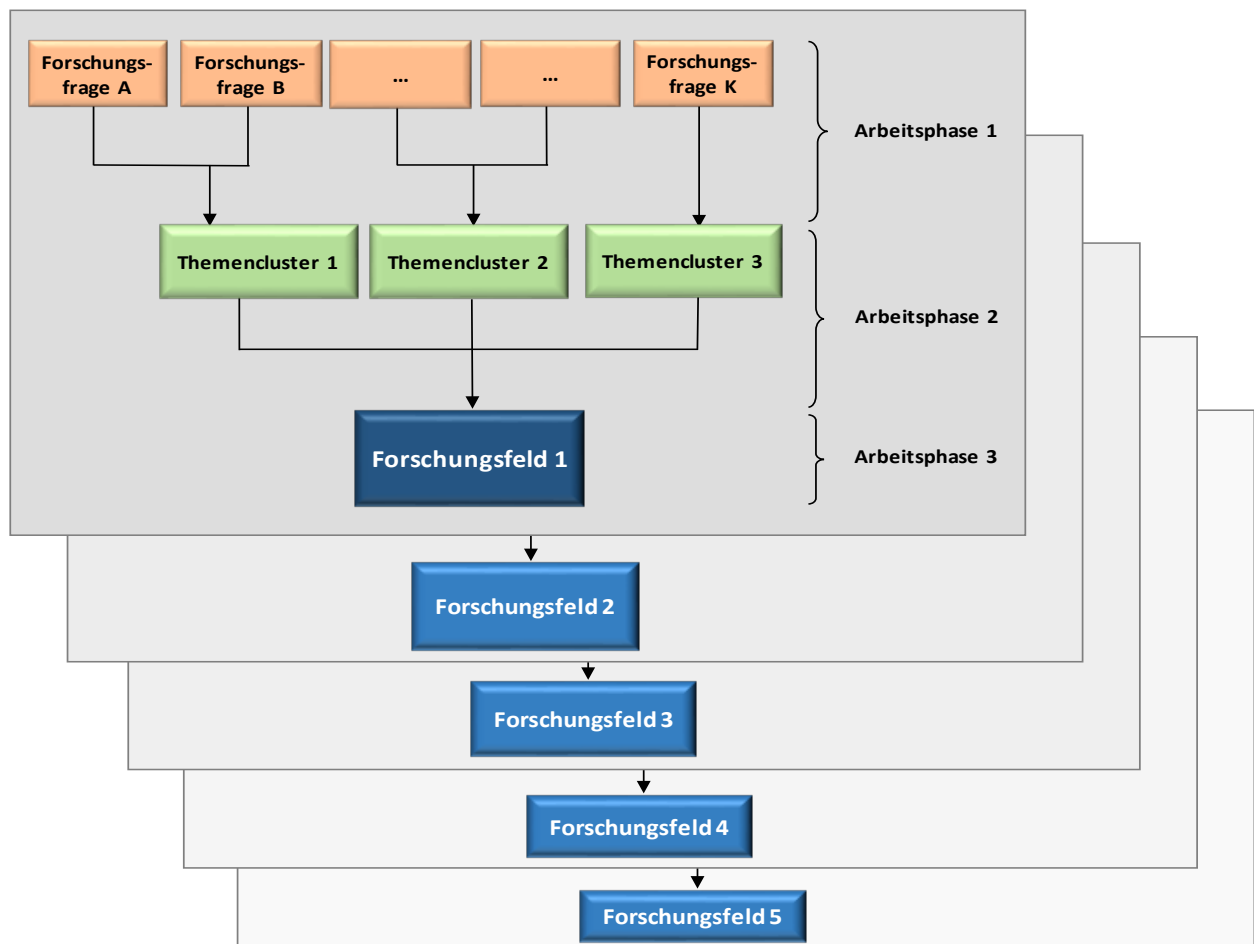 Forschungs-
frage A
Forschungs-
frage B
...
...
Forschungs-
frage K
Arbeitsphase 1
Themencluster 1
Themencluster 2
Themencluster 3
Arbeitsphase 2
Forschungsfeld 1
Arbeitsphase 3
Forschungsfeld 2
Forschungsfeld 3
Forschungsfeld 4
Forschungsfeld 5